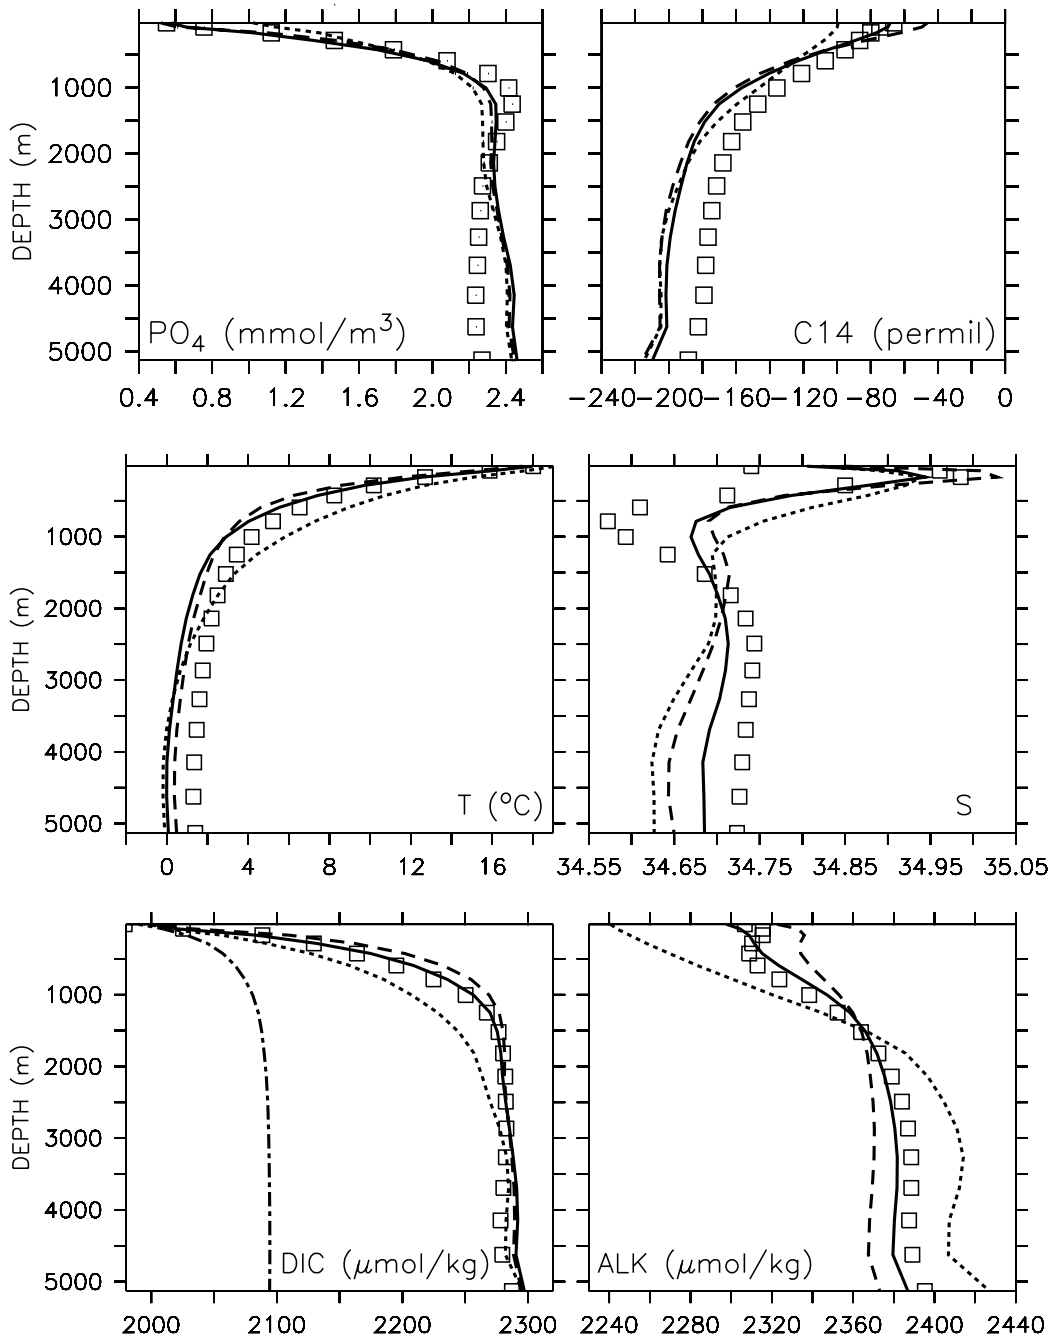 DEPTH (m)
1000
2000
3000
4000
5000
PO4 (mmol/m3)
0.4 0.8 1.2 1.6 2.0 2.4
C14 (permil)
-240 -200 -160 -120 -80 -40 0
DEPTH (m)
1000
2000
3000
4000
5000
T (°C)
0 4 8 12 16
S
34.55 34.65 34.75 34.85 34.95 35.05
DEPTH (m)
1000
2000
3000
4000
5000
DIC (μmol/kg)
2000 2100 2200 2300
ALK (μmol/kg)
2240 2280 2320 2360 2400 2440